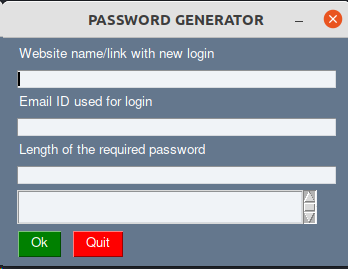 PASSWORD GENERATOR
Website name/link with new login
Email ID used for login
Length of the required password
Ok Quit